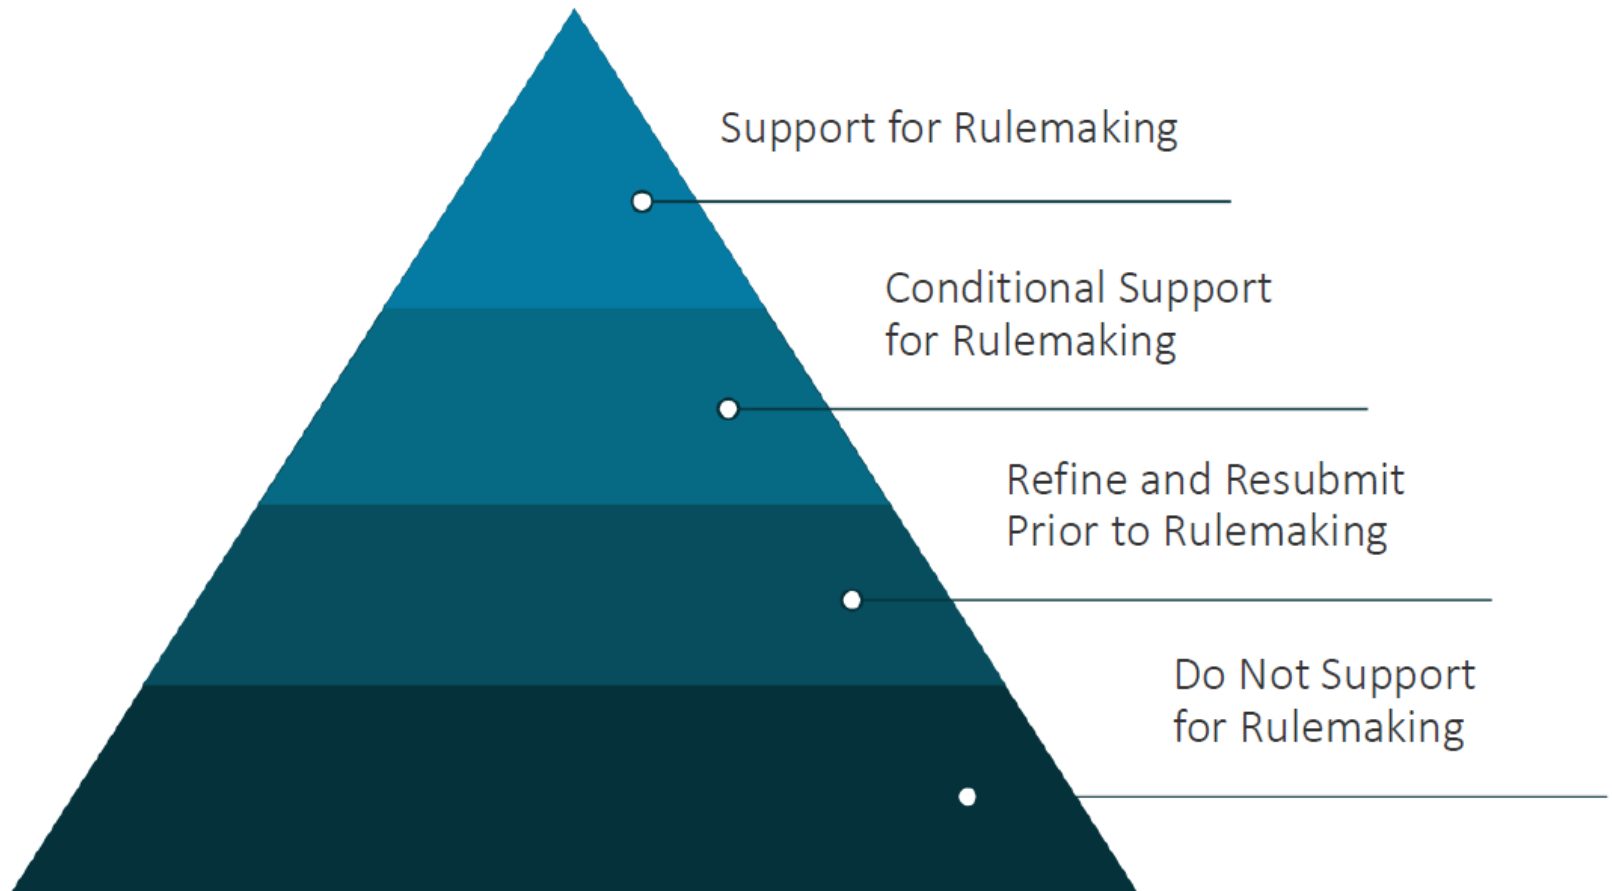 Support for Rulemaking
Conditional Support
for Rulemaking
Refine and Resubmit
Prior to Rulemaking
Do Not Support
for Rulemaking